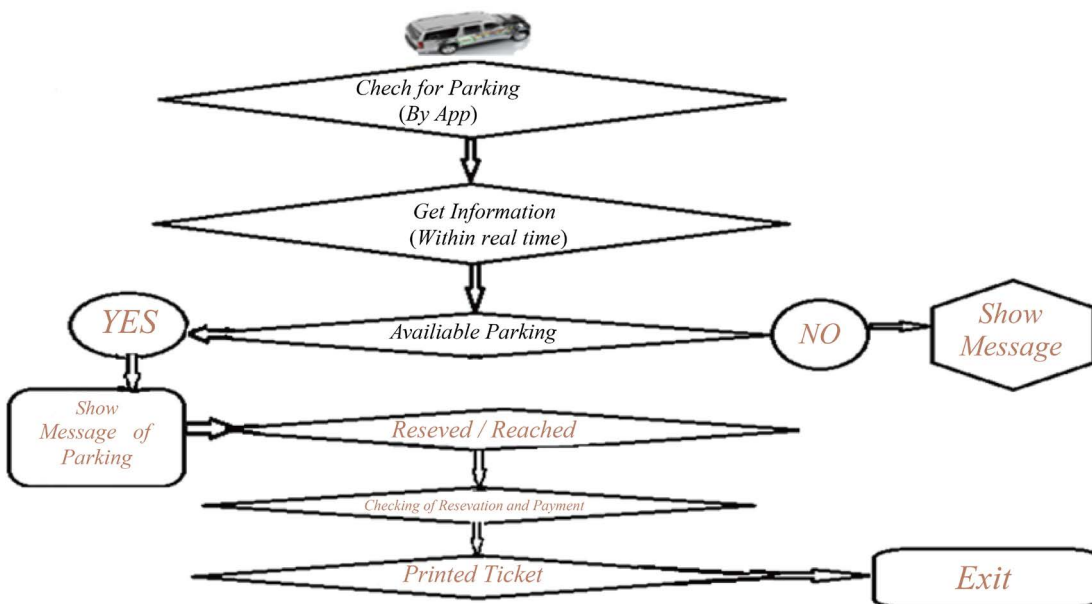 Chech for Parking
(By App)
Get Information
(Within real time)
YES
Availiable Parking
NO
Show
Message
Show
Message of
Parking
Reseved / Reached
Checking of Resevation and Payment
Printed Ticket
Exit